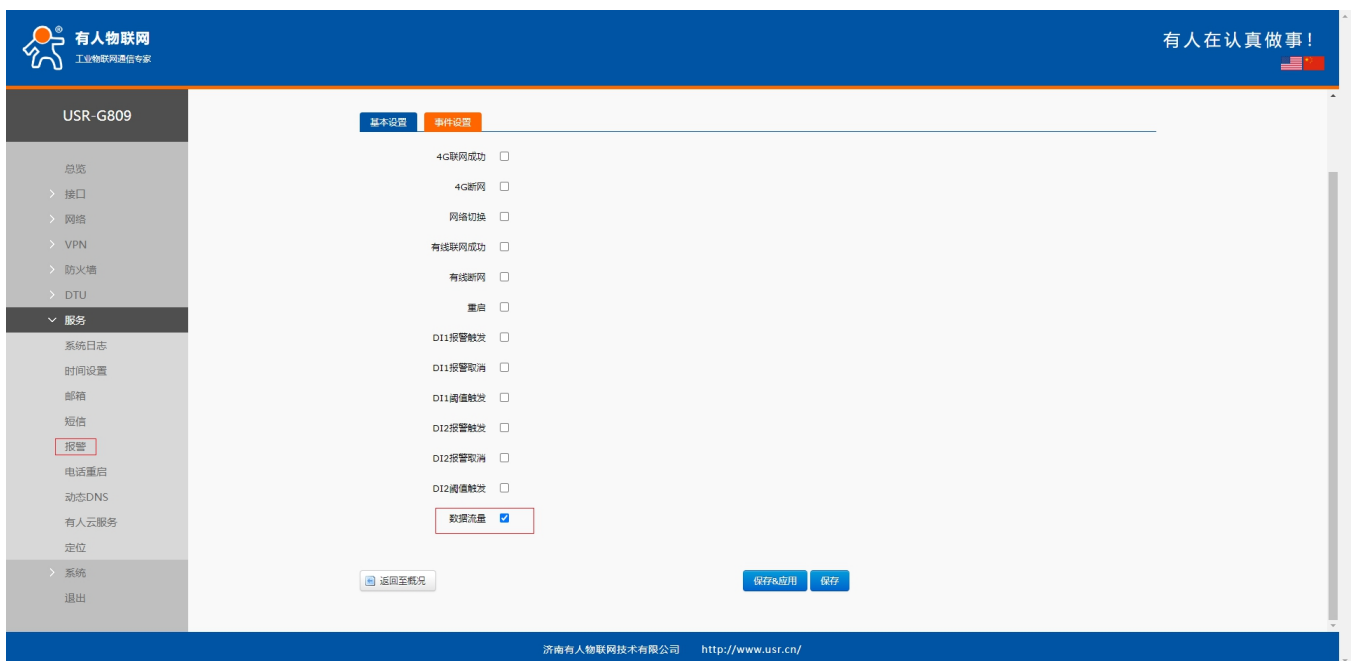 有人物联网
工业物联网通信专家
有人在认真做事！
USR-G809
总览
接口
网络
VPN
防火墙
DTU
服务
系统日志
时间设置
邮箱
短信
报警
电话重启
动态DNS
有人云服务
定位
系统
退出
基本设置 事件设置
4G联网成功
4G断网
网络切换
有线联网成功
有线断网
重启
DI1报警触发
DI1报警取消
DI1阈值触发
DI2报警触发
DI2报警取消
DI2阈值触发
数据流量
返回至概况 保存&应用 保存
济南有人物联网技术有限公司 http://www.usr.cn/